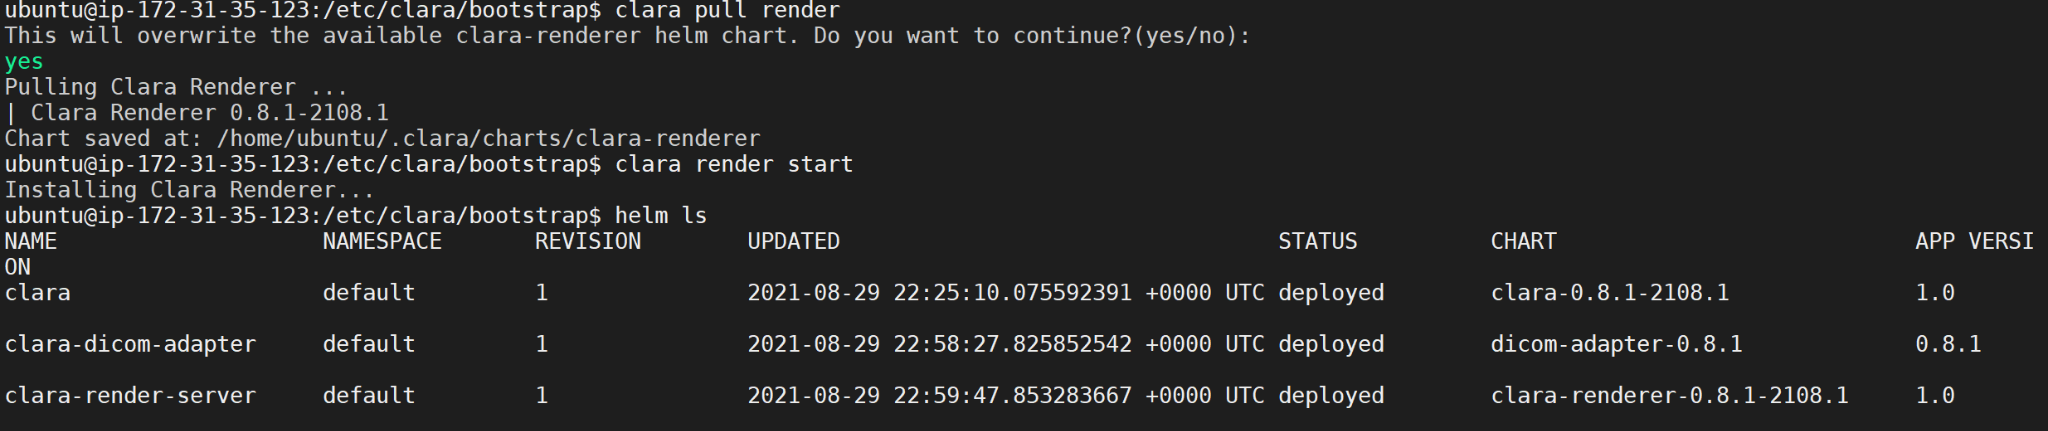 ubuntu@ip-172-31-35-123:/etc/clara/bootstrap$ clara pull render
This will overwrite the available clara-renderer helm chart. Do you want to continue?(yes/no):
yes
Pulling Clara Renderer ...
| Clara Renderer 0.8.1-2108.1
Chart saved at: /home/ubuntu/.clara/charts/clara-renderer
ubuntu@ip-172-31-35-123:/etc/clara/bootstrap$ clara render start
Installing Clara Renderer...
ubuntu@ip-172-31-35-123:/etc/clara/bootstrap$ helm ls
NAME NAMESPACE REVISION UPDATED STATUS CHART APP VERSI
ON
clara default 1 2021-08-29 22:25:10.075592391 +0000 UTC deployed clara-0.8.1-2108.1 1.0
clara-dicom-adapter default 1 2021-08-29 22:58:27.825852542 +0000 UTC deployed dicom-adapter-0.8.1 0.8.1
clara-render-server default 1 2021-08-29 22:59:47.853283667 +0000 UTC deployed clara-renderer-0.8.1-2108.1 1.0